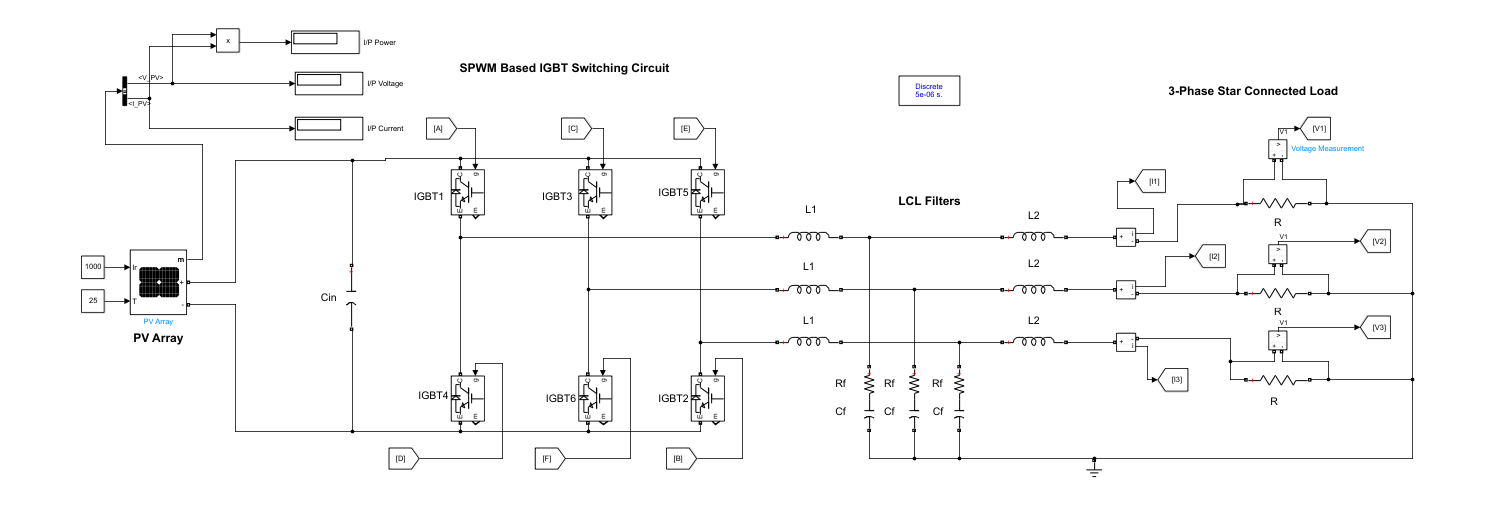 x
I/P Power
<V_PV>
I/P Voltage
<I_PV>
I/P Current
SPWM Based IGBT Switching Circuit
Discrete
5e-06 s.
3-Phase Star Connected Load
[A]
[C]
[E]
V1
[V1]
Voltage Measurement
IGBT1
IGBT3
IGBT5
C
g
E
E
C
g
E
E
C
g
E
E
[I1]
LCL Filters
L1
L2
R
1000
Ir
m
+
25
T
-
PV Array
PV Array
Cin
L1
L2
[I2]
V1
[V2]
R
L1
L2
V1
[V3]
[I3]
R
IGBT4
IGBT6
IGBT2
C
g
E
E
C
g
E
E
C
g
E
E
Rf
Rf
Rf
Cf
Cf
Cf
[D]
[F]
[B]